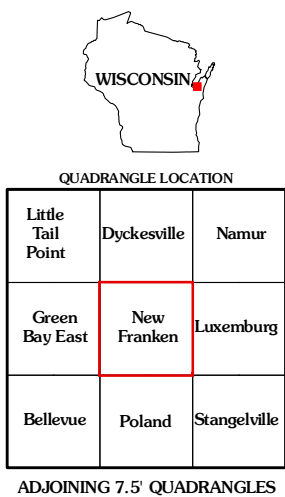 WISCONSIN
QUADRANGLE LOCATION
Little
Tail
Point
Dyckesville
Namur
Green
Bay East
New
Franken
Luxemburg
Bellevue
Poland
Stangelville
ADJOINING 7.5' QUADRANGLES